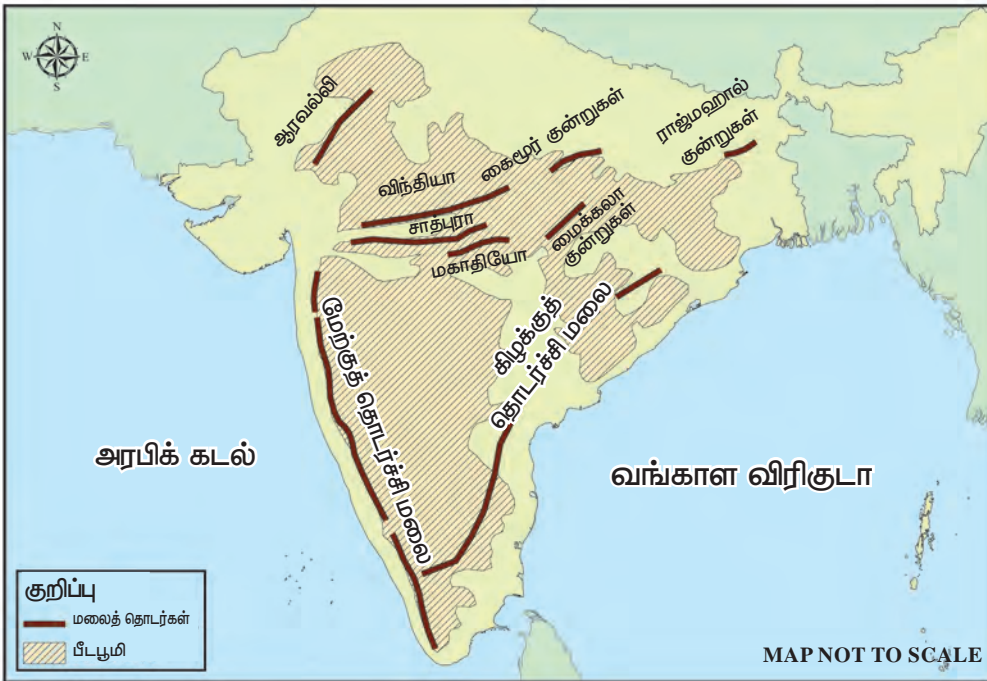 N
W E
S
ஆரவல்லி
விந்தியா
கைமூர் குன்றுகள்
ராஜ்மஹால்
குன்றுகள்
சாத்புரா
மகாதியோ
மைக்கலா
குன்றுகள்
மேற்குத் தொடர்ச்சி மலை
கிழக்குத்
தொடர்ச்சி மலை
அரபிக் கடல்
வங்காள விரிகுடா
குறிப்பு
மலைத் தொடர்கள்
பீடபூமி
MAP NOT TO SCALE